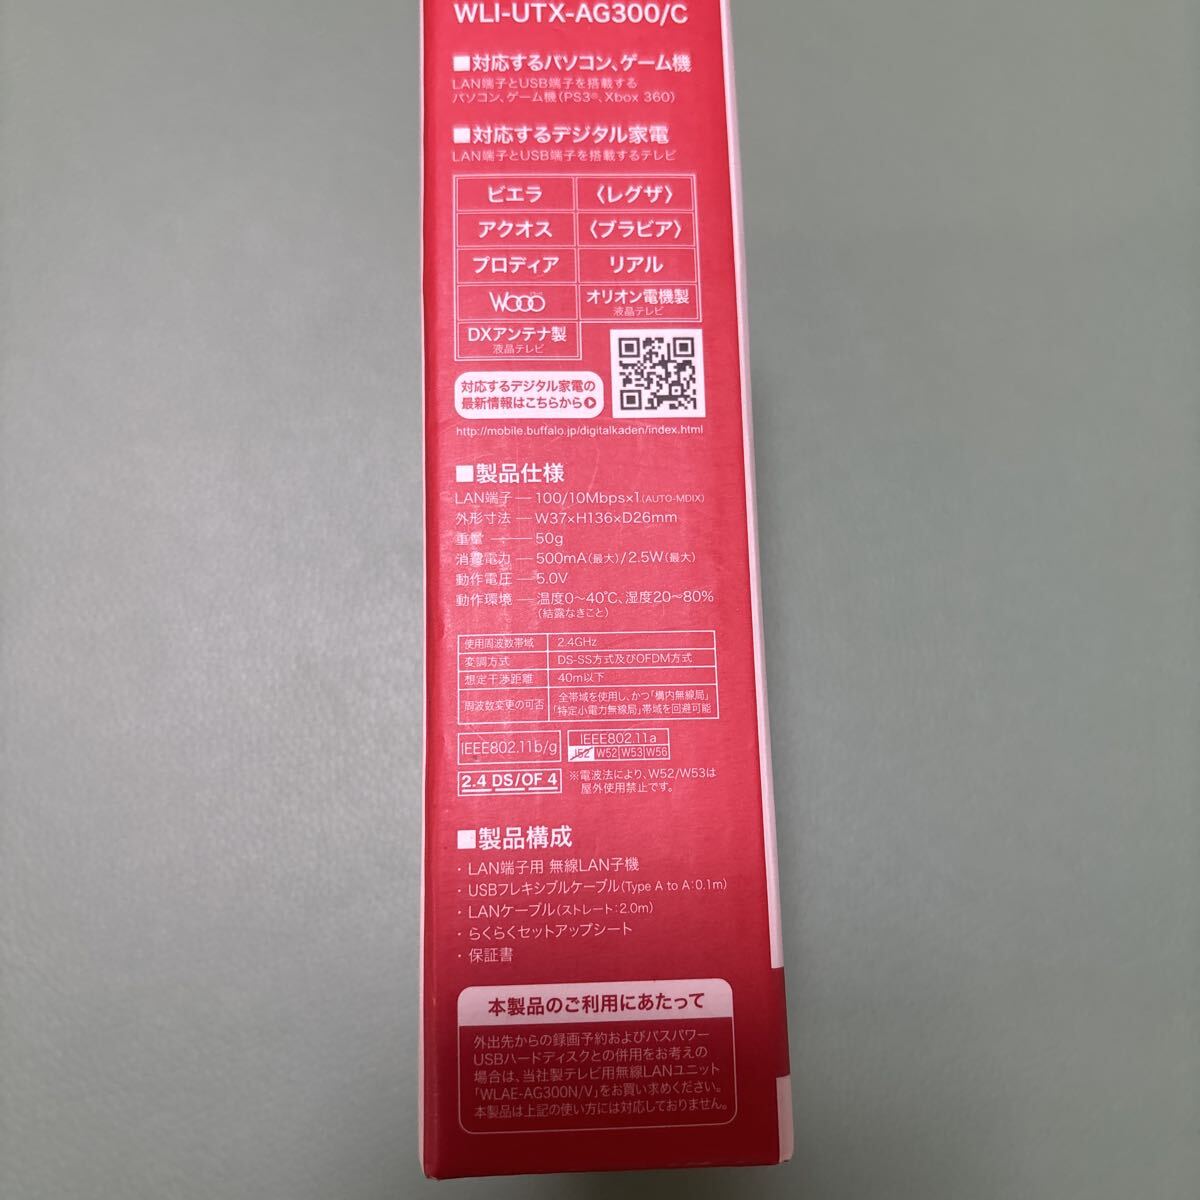 WLI-UTX-AG300/C
■対応するパソコン、ゲーム機
LAN端子とUSB端子を搭載する
パソコン、ゲーム機(PS3®、Xbox 360)
■対応するデジタル家電
LAN端子とUSB端子を搭載するテレビ
ビエラ 〈レグザ〉
アクオス 〈ブラビア〉
プロディア リアル
Wooo オリオン電機製
液晶テレビ
DXアンテナ製
液晶テレビ
対応するデジタル家電の
最新情報はこちらから
http://mobile.buffalo.jp/digitalkaden/index.html
■製品仕様
LAN端子 ― 100/10Mbps×1(AUTO-MDIX)
外形寸法 ― W37×H136×D26mm
重量 ― 50g
消費電力 ― 500mA(最大)/2.5W(最大)
動作電圧 ― 5.0V
動作環境 ― 温度0～40℃、湿度20～80%
(結露なきこと)
使用周波数帯域 2.4GHz
変調方式 DS-SS方式及びOFDM方式
想定干渉距離 40m以下
周波数変更の可否 全帯域を使用し、かつ「構内無線局」
「特定小電力無線局」帯域を回避可能
IEEE802.11b/g IEEE802.11a
J52 W52 W53 W56
2.4 DS/OF 4 ※電波法により、W52/W53は
屋外使用禁止です。
■製品構成
・LAN端子用 無線LAN子機
・USBフレキシブルケーブル(Type A to A:0.1m)
・LANケーブル(ストレート:2.0m)
・らくらくセットアップシート
・保証書
本製品のご利用にあたって
外出先からの録画予約およびバスパワー
USBハードディスクとの併用をお考えの
場合は、当社製テレビ用無線LANユニット
「WLAE-AG300N/V」をお買い求めください。
本製品は上記の使い方には対応しておりません。